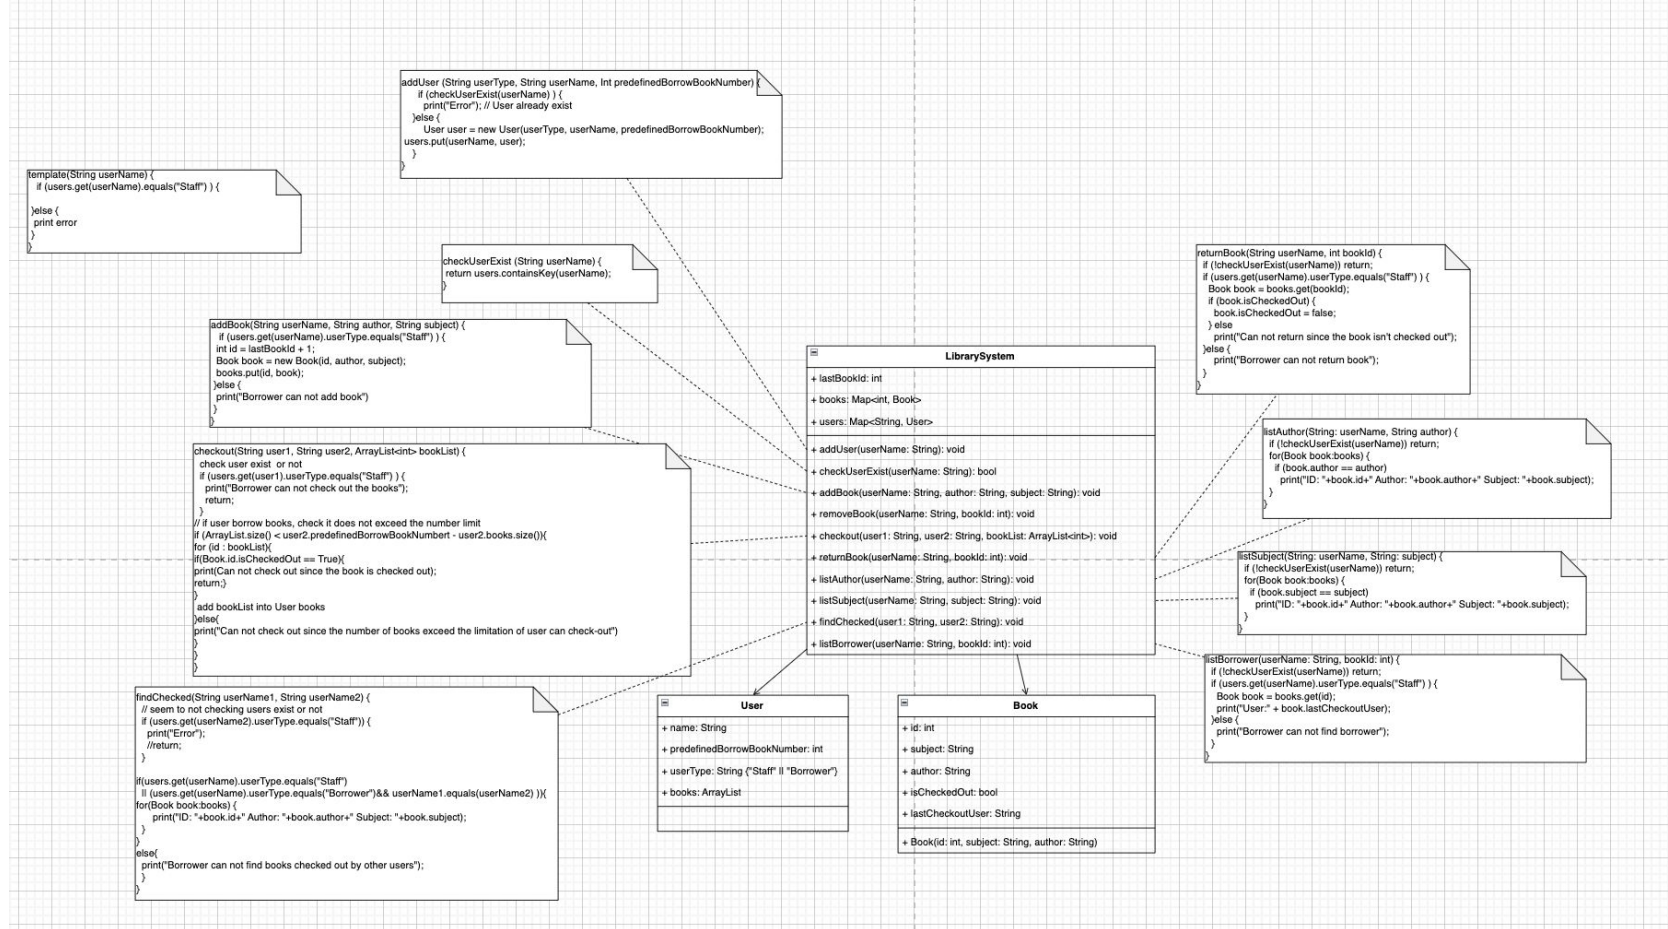 addUser (String userType, String userName, Int predefinedBorrowBookNumber) {
if (checkUserExist(userName) ) {
print("Error"); // User already exist
}else {
User user = new User(userType, userName, predefinedBorrowBookNumber);
users.put(userName, user);
}
}
template(String userName) {
if (users.get(userName).equals("Staff") ) {
}else {
print error
}
}
checkUserExist (String userName) {
return users.containsKey(userName);
}
addBook(String userName, String author, String subject) {
if (users.get(userName).userType.equals("Staff") ) {
int id = lastBookId + 1;
Book book = new Book(id, author, subject);
books.put(id, book);
}else {
print("Borrower can not add book")
}
}
checkout(String user1, String user2, ArrayList<int> bookList) {
check user exist or not
if (users.get(user1).userType.equals("Staff") ) {
print("Borrower can not check out the books");
return;
}
// if user borrow books, check it does not exceed the number limit
if (ArrayList.size() < user2.predefinedBorrowBookNumbert - user2.books.size()){
for (id : bookList){
if(Book.id.isCheckedOut == True){
print(Can not check out since the book is checked out);
return;}
}
add bookList into User books
}else{
print("Can not check out since the number of books exceed the limitation of user can check-out")
}
}
}
findChecked(String userName1, String userName2) {
// seem to not checking users exist or not
if (users.get(userName2).userType.equals("Staff")) {
print("Error");
//return;
}
if(users.get(userName).userType.equals("Staff")
|| (users.get(userName).userType.equals("Borrower")&& userName1.equals(userName2) )){
for(Book book:books) {
print("ID: "+book.id+" Author: "+book.author+" Subject: "+book.subject);
}
}
else{
print("Borrower can not find books checked out by other users");
}
}
LibrarySystem
+ lastBookId: int
+ books: Map<int, Book>
+ users: Map<String, User>
+ addUser(userName: String): void
+ checkUserExist(userName: String): bool
+ addBook(userName: String, author: String, subject: String): void
+ removeBook(userName: String, bookId: int): void
+ checkout(user1: String, user2: String, bookList: ArrayList<int>): void
+ returnBook(userName: String, bookId: int): void
+ listAuthor(userName: String, author: String): void
+ listSubject(userName: String, subject: String): void
+ findChecked(user1: String, user2: String): void
+ listBorrower(userName: String, bookId: int): void
User
+ name: String
+ predefinedBorrowBookNumber: int
+ userType: String {"Staff" || "Borrower"}
+ books: ArrayList
Book
+ id: int
+ subject: String
+ author: String
+ isCheckedOut: bool
+ lastCheckoutUser: String
+ Book(id: int, subject: String, author: String)
returnBook(String userName, int bookId) {
if (!checkUserExist(userName)) return;
if (users.get(userName).userType.equals("Staff") ) {
Book book = books.get(bookId);
if (book.isCheckedOut) {
book.isCheckedOut = false;
} else
print("Can not return since the book isn't checked out");
}else {
print("Borrower can not return book");
}
}
listAuthor(String: userName, String author) {
if (!checkUserExist(userName)) return;
for(Book book:books) {
if (book.author == author)
print("ID: "+book.id+" Author: "+book.author+" Subject: "+book.subject);
}
}
listSubject(String: userName, String: subject) {
if (!checkUserExist(userName)) return;
for(Book book:books) {
if (book.subject == subject)
print("ID: "+book.id+" Author: "+book.author+" Subject: "+book.subject);
}
}
listBorrower(userName: String, bookId: int) {
if (!checkUtExist(userName)) return;
if (users.get(userName).userType.equals("Staff") ) {
Book book = books.get(id);
print("User:" + book.lastCheckoutUser);
}else {
print("Borrower can not find borrower");
}
}